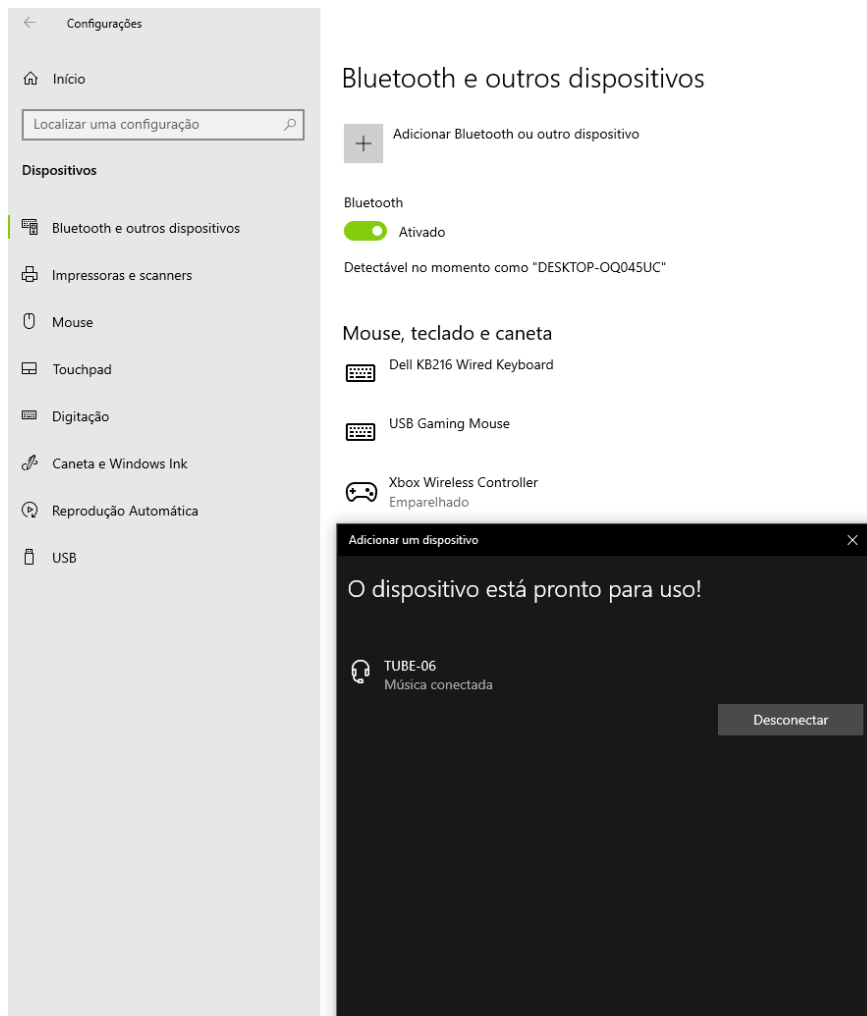 Configurações
Início
Localizar uma configuração
Dispositivos
Bluetooth e outros dispositivos
Impressoras e scanners
Mouse
Touchpad
Digitação
Caneta e Windows Ink
Reprodução Automática
USB
Bluetooth e outros dispositivos
Adicionar Bluetooth ou outro dispositivo
Bluetooth
Ativado
Detectável no momento como "DESKTOP-OQ045UC"
Mouse, teclado e caneta
Dell KB216 Wired Keyboard
USB Gaming Mouse
Xbox Wireless Controller
Emparelhado
Adicionar um dispositivo
O dispositivo está pronto para uso!
TUBE-06
Música conectada
Desconectar